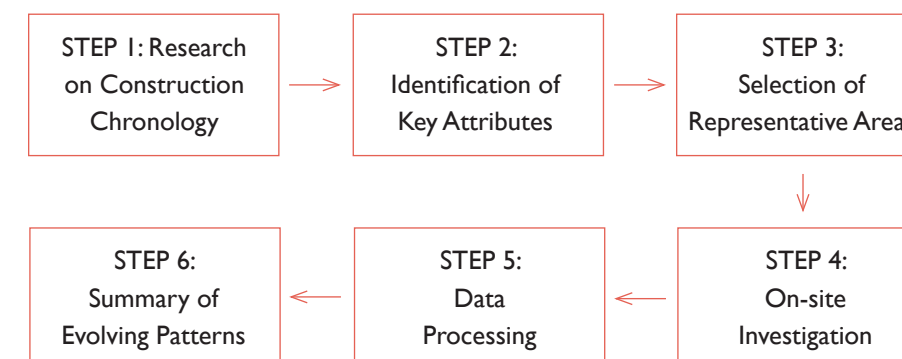 STEP 1: Research
on Construction
Chronology
STEP 2:
Identification of
Key Attributes
STEP 3:
Selection of
Representative Area
STEP 4:
On-site
Investigation
STEP 5:
Data
Processing
STEP 6:
Summary of
Evolving Patterns